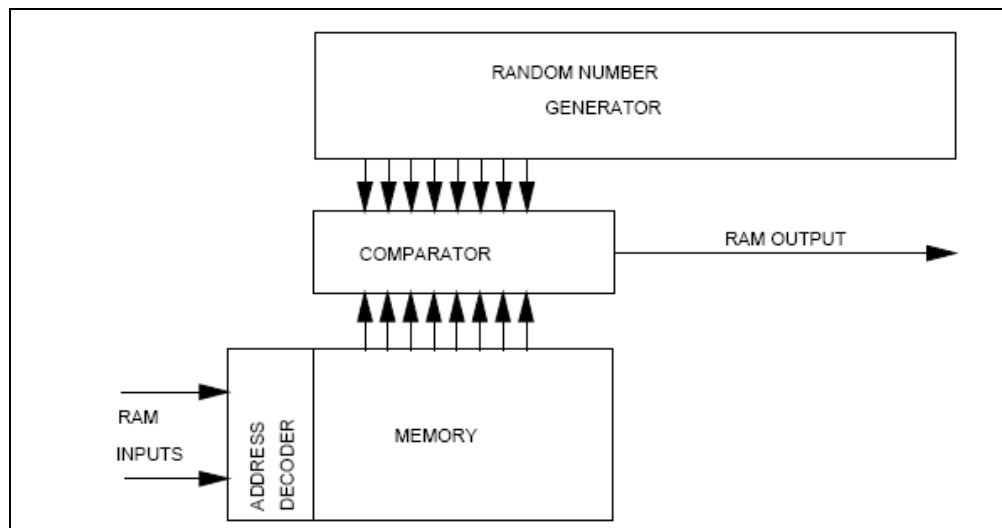 RANDOM NUMBER
GENERATOR
COMPARATOR
RAM OUTPUT
RAM
INPUTS
ADDRESS
DECODER
MEMORY